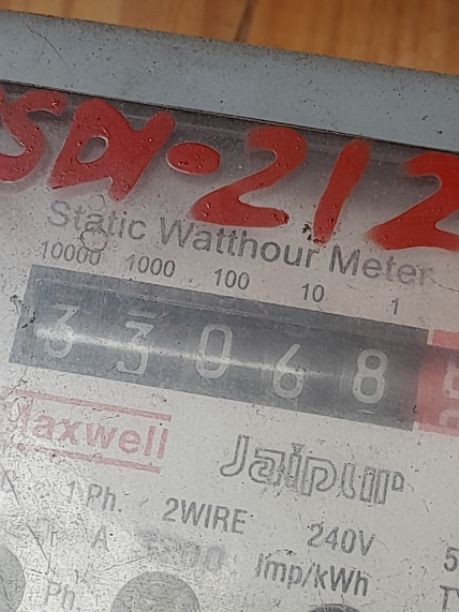 SDI-212
Static Watthour Meter
10000 1000 100 10 1
33068
Maxwell
Jaipur
1 Ph. 2WIRE 240V
A Imp/kWh
Ph.